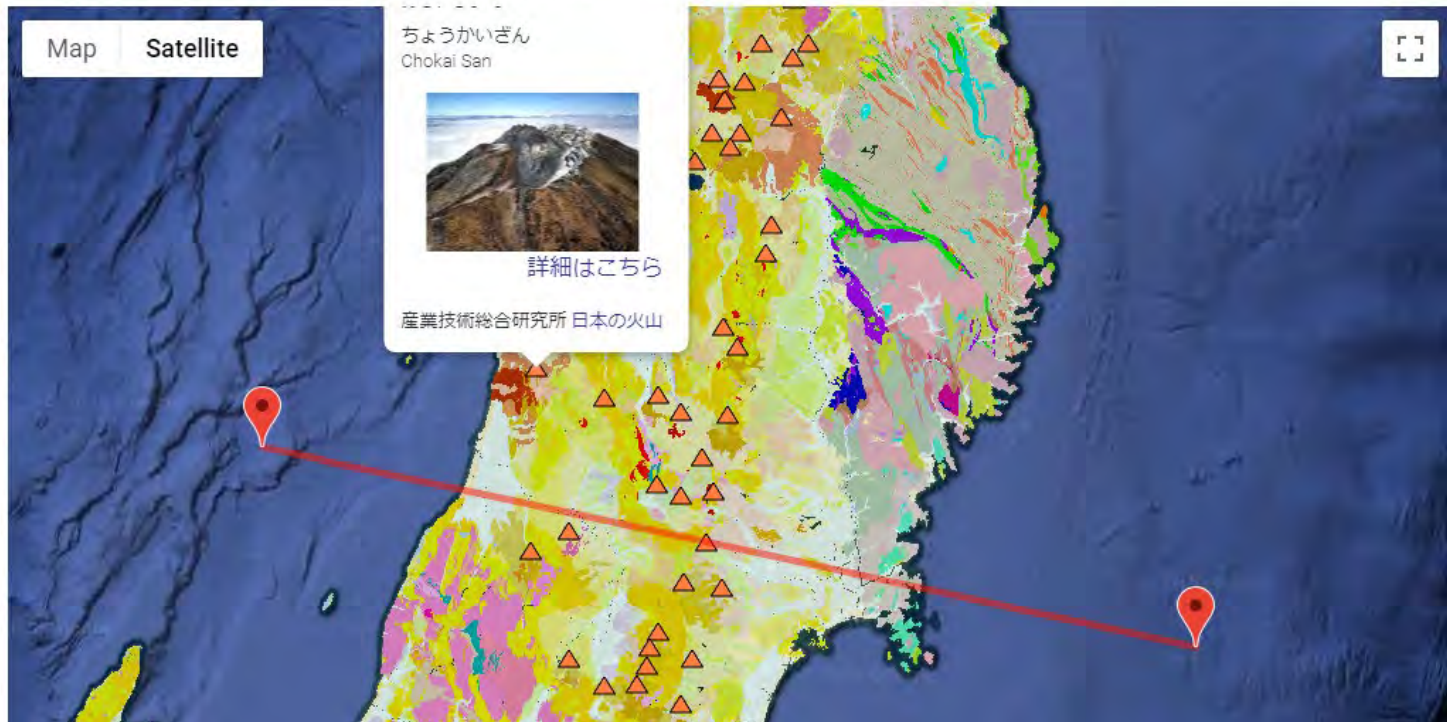 Map
Satellite
ちょうかいざん
Chokai San
詳細はこちら
産業技術総合研究所 日本の火山